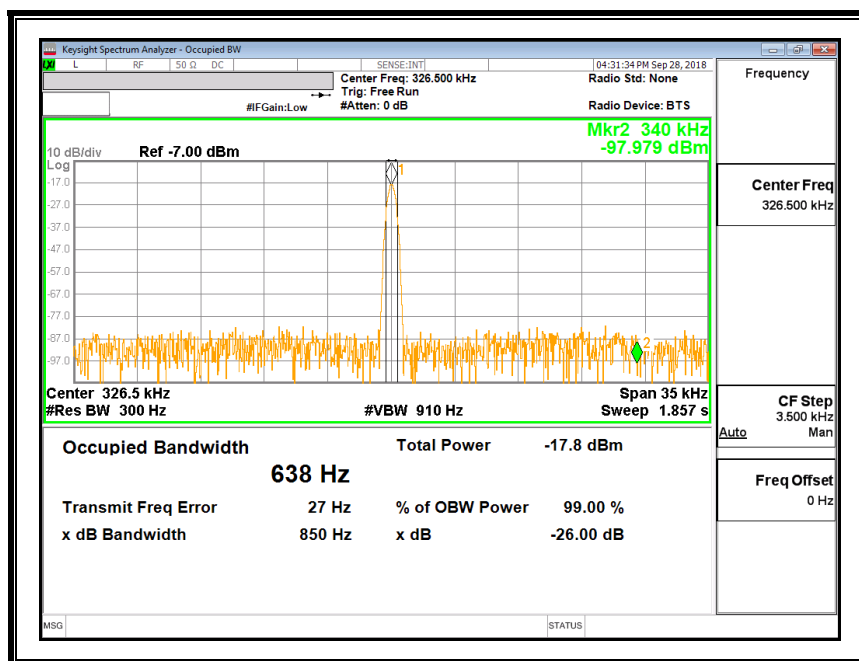 Keysight Spectrum Analyzer - Occupied BW
LXI L RF 50 Ω DC SENSE:INT 04:31:34 PM Sep 28, 2018
Center Freq: 326.500 kHz Radio Std: None
Trig: Free Run
#IFGain:Low #Atten: 0 dB Radio Device: BTS
Mkr2 340 kHz
-97.979 dBm
10 dB/div Ref -7.00 dBm
Log
-17.0
-27.0
-37.0
-47.0
-57.0
-67.0
-77.0
-87.0
-97.0
1
2
Center 326.5 kHz Span 35 kHz
#Res BW 300 Hz #VBW 910 Hz Sweep 1.857 s
Occupied Bandwidth Total Power -17.8 dBm
638 Hz
Transmit Freq Error 27 Hz % of OBW Power 99.00 %
x dB Bandwidth 850 Hz x dB -26.00 dB
MSG STATUS
Frequency
Center Freq
326.500 kHz
CF Step
3.500 kHz
Auto Man
Freq Offset
0 Hz